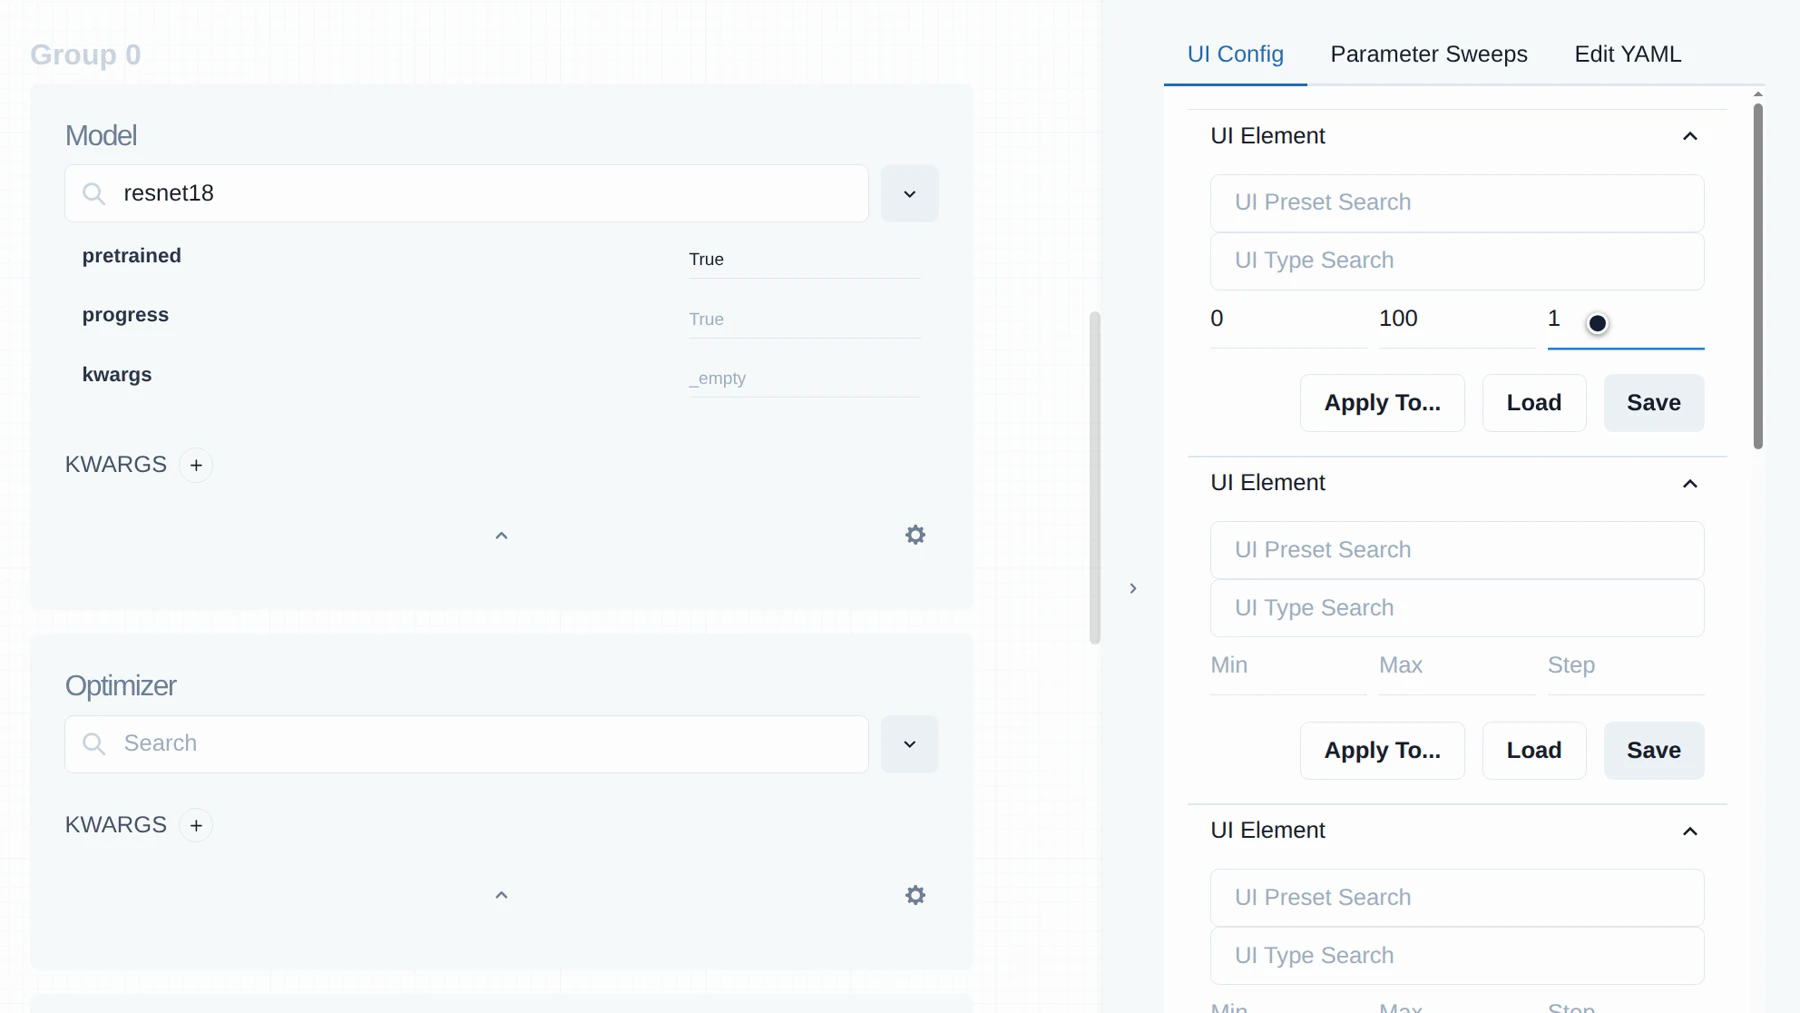 Group 0
Model
resnet18
pretrained True
progress True
kwargs _empty
KWARGS +
Optimizer
Search
KWARGS +
UI Config Parameter Sweeps Edit YAML
UI Element
UI Preset Search
UI Type Search
0 100 1
Apply To... Load Save
UI Element
UI Preset Search
UI Type Search
Min Max Step
Apply To... Load Save
UI Element
UI Preset Search
UI Type Search
Min Max Step